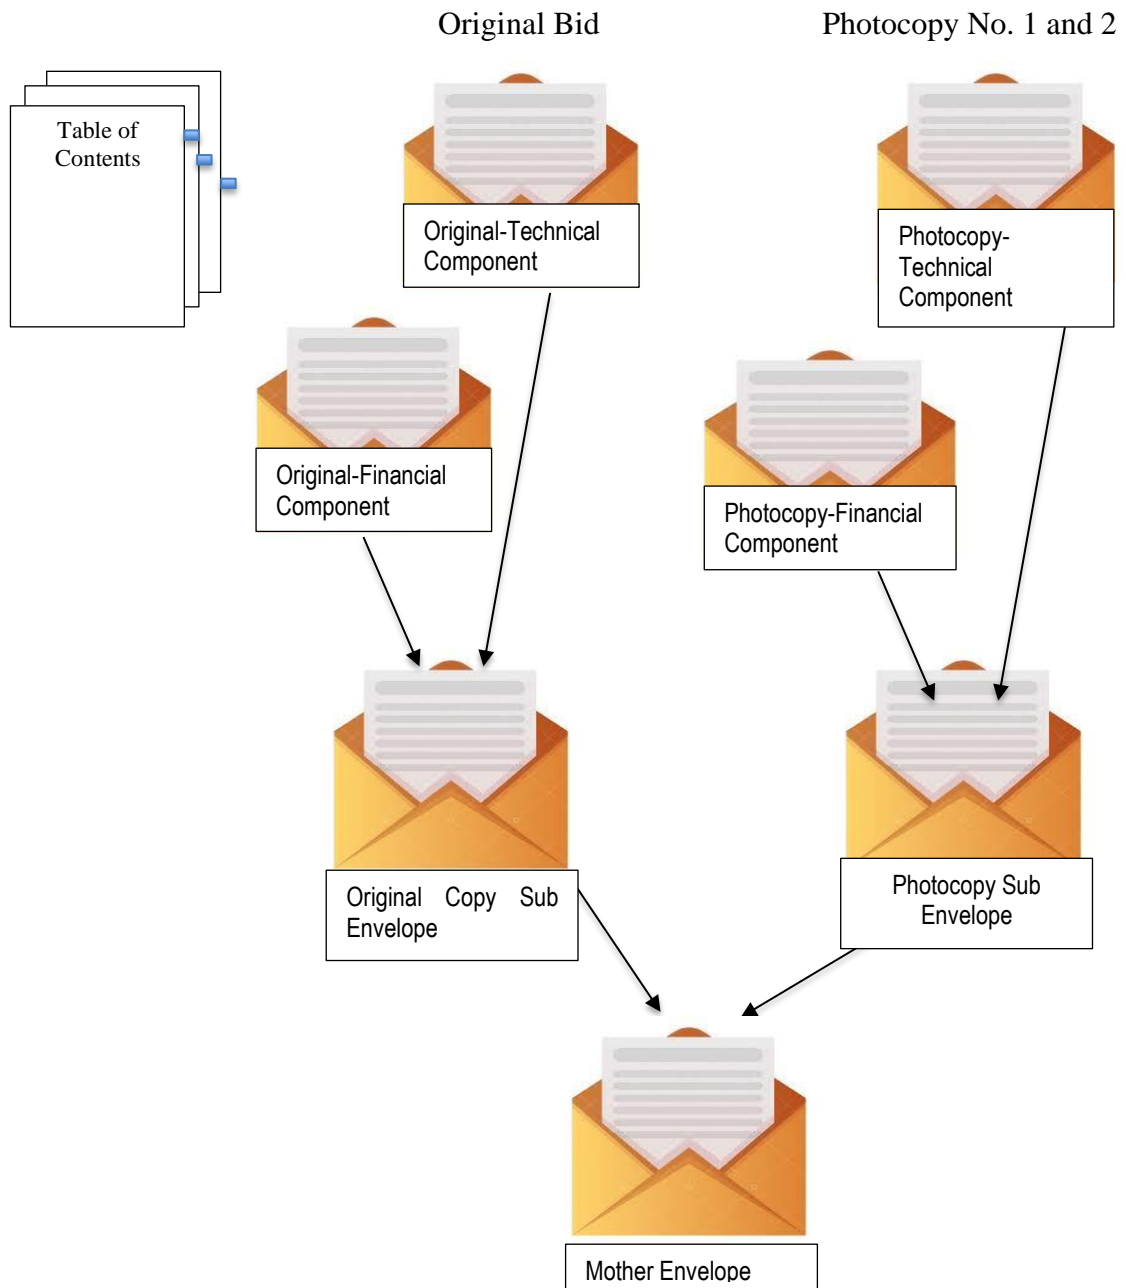 Original Bid
Photocopy No. 1 and 2
Table of
Contents
Original-Technical
Component
Photocopy-
Technical
Component
Original-Financial
Component
Photocopy-Financial
Component
Original Copy Sub
Envelope
Photocopy Sub
Envelope
Mother Envelope